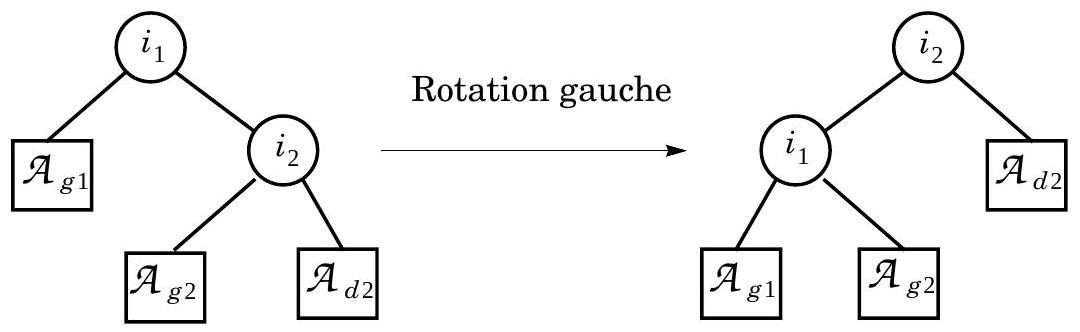 i₁
i₂
Rotation gauche
𝒜g1
i₂
i₁
𝒜d2
𝒜g2
𝒜d2
𝒜g1
𝒜g2